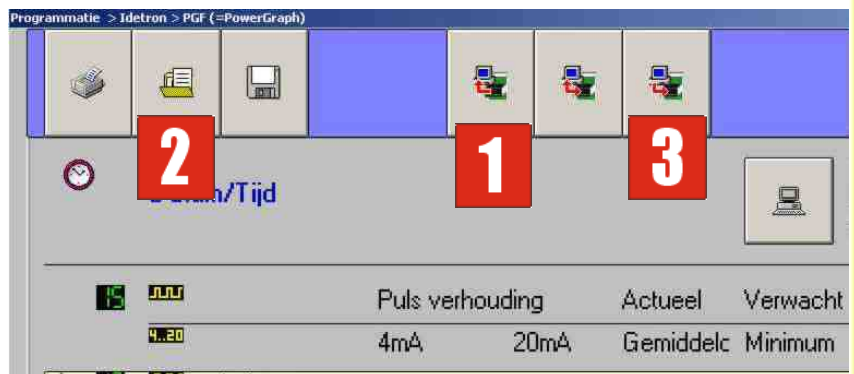 Programmatie > Idetron > PGF (=PowerGraph)
2 1 3
/Tijd
15
Puls verhouding Actueel Verwacht
4..20 4mA 20mA Gemiddelc Minimum